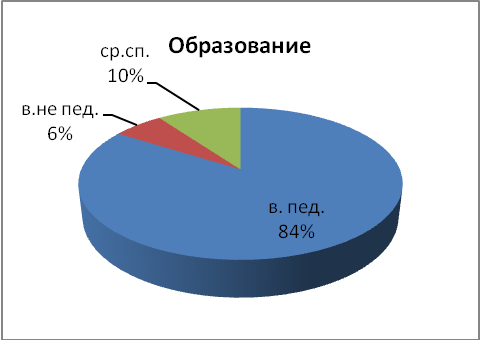 Образование
ср.сп.
10%
в.не пед.
6%
в. пед.
84%